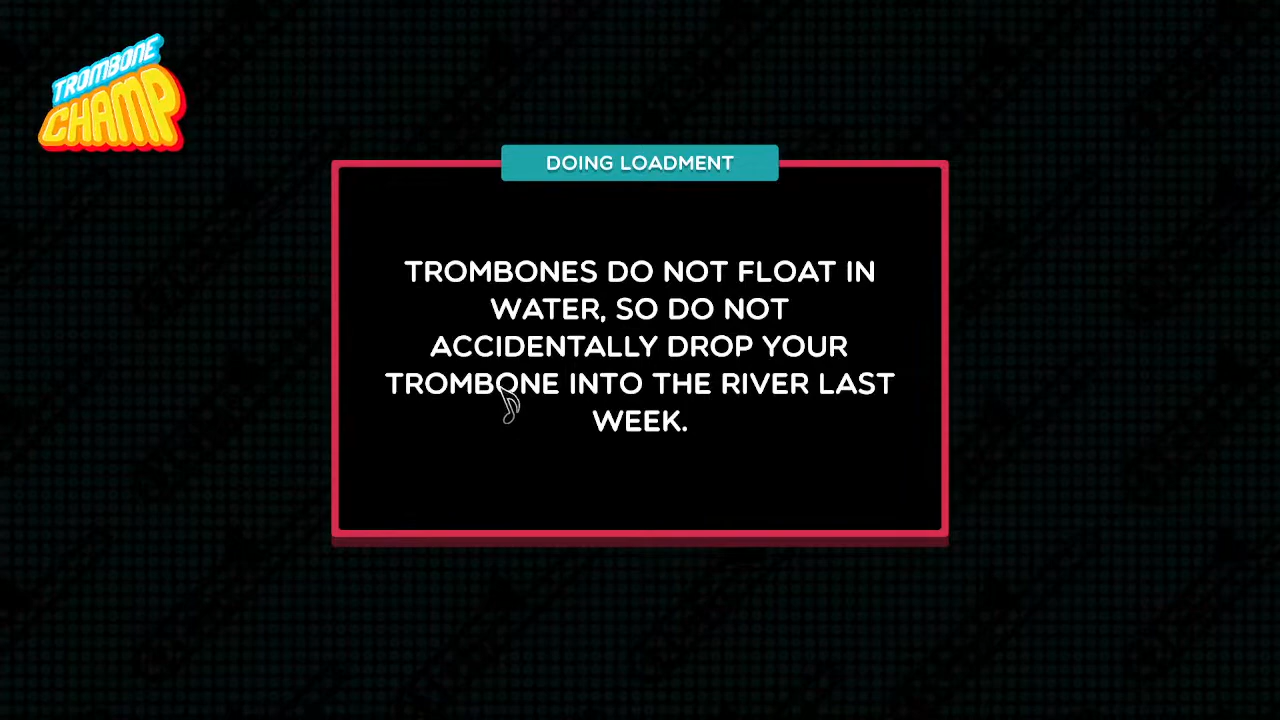 TROMBONE
CHAMP
DOING LOADMENT
TROMBONES DO NOT FLOAT IN
WATER, SO DO NOT
ACCIDENTALLY DROP YOUR
TROMBONE INTO THE RIVER LAST
WEEK.